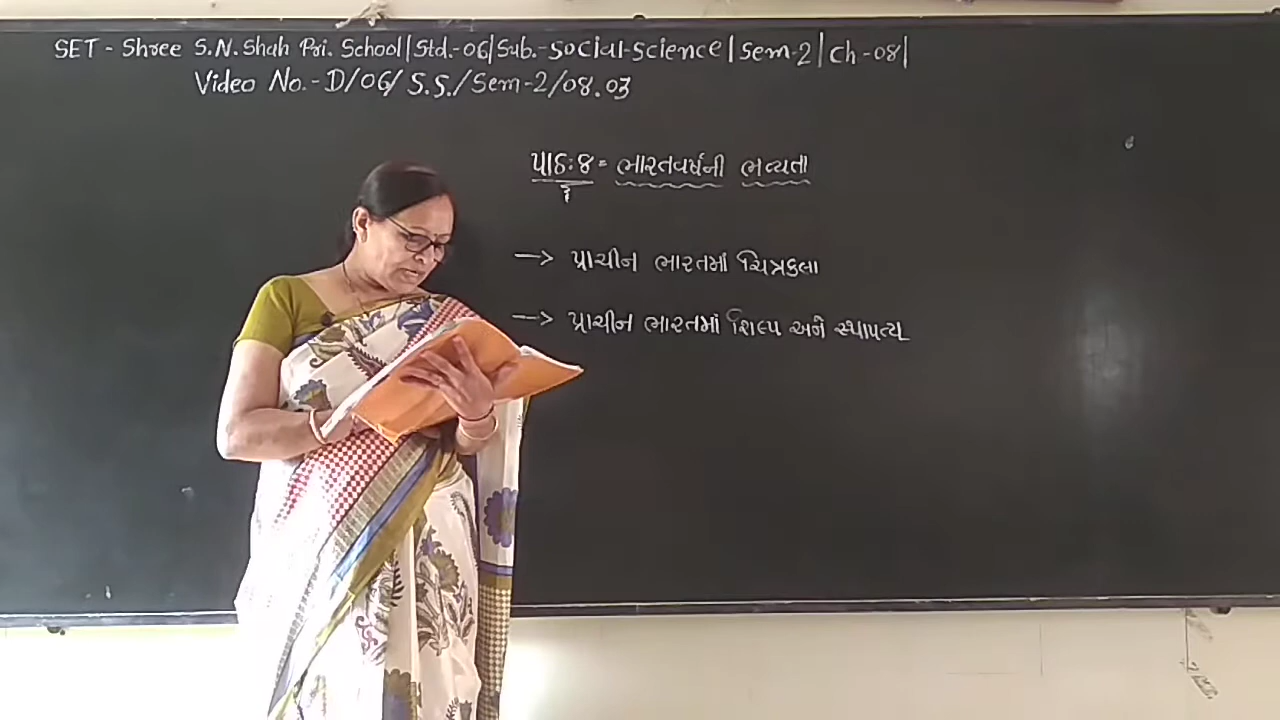 SET - Shree S.N. Shah Pri. School|Std.-06|Sub.-Social-Science|Sem-2|Ch-08|
Video No.- D/06/ S.S./Sem-2/08.03
પાઠ:૪ = ભારતવર્ષની ભવ્યતા
—> પ્રાચીન ભારતમાં ચિત્રકલા
—> પ્રાચીન ભારતમાં શિલ્પ અને સ્થાપત્ય